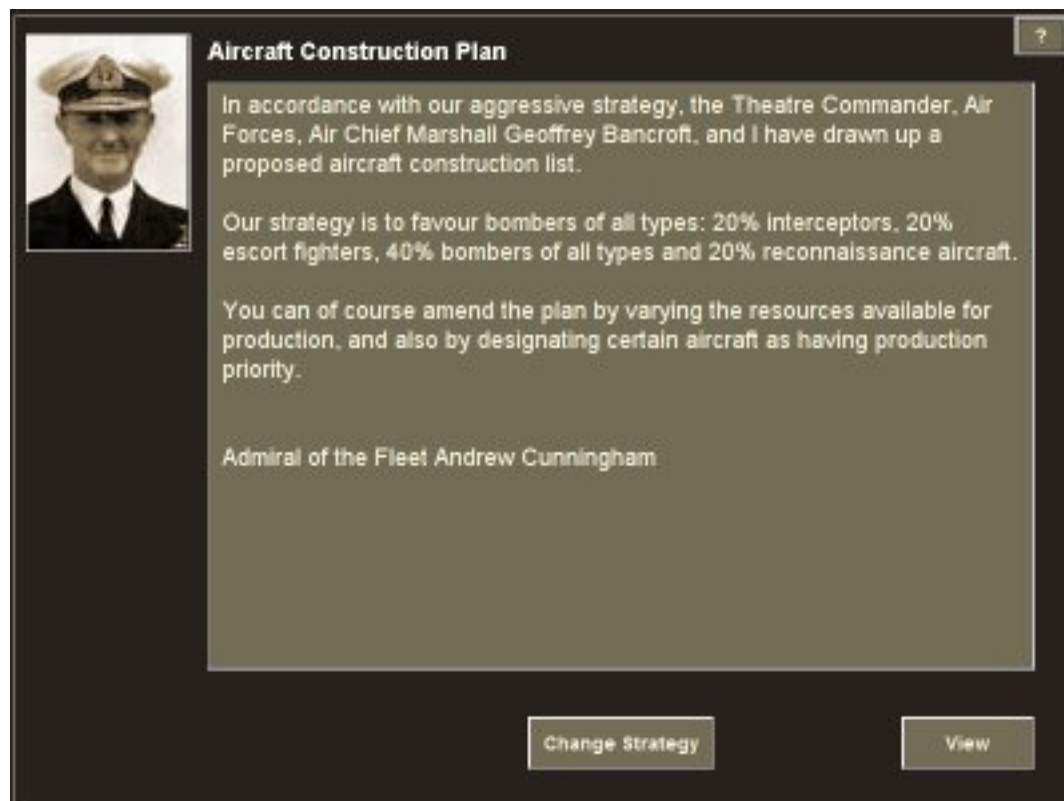 ?
Aircraft Construction Plan
In accordance with our aggressive strategy, the Theatre Commander, Air
Forces, Air Chief Marshall Geoffrey Bancroft, and I have drawn up a
proposed aircraft construction list.
Our strategy is to favour bombers of all types: 20% interceptors, 20%
escort fighters, 40% bombers of all types and 20% reconnaissance aircraft.
You can of course amend the plan by varying the resources available for
production, and also by designating certain aircraft as having production
priority.
Admiral of the Fleet Andrew Cunningham
Change Strategy
View